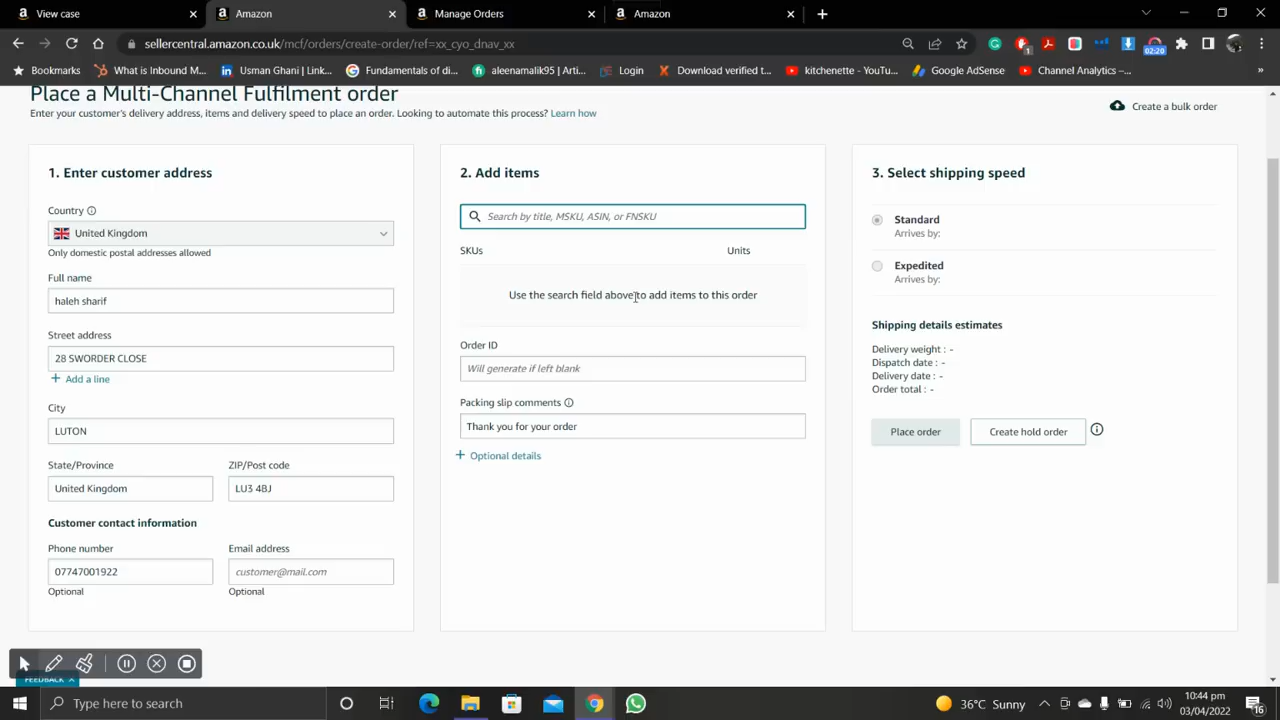 View case
Amazon
Manage Orders
Amazon
sellercentral.amazon.co.uk/mcf/orders/create-order/ref=xx_cyo_dnav_xx
1
02:20
Bookmarks
What is Inbound M...
Usman Ghani | Link...
Fundamentals of di...
aleenamalik95 | Arti...
Login
Download verified t...
kitchenette - YouTu...
Google AdSense
Channel Analytics –...
Place a Multi-Channel Fulfilment order
Enter your customer's delivery address, items and delivery speed to place an order. Looking to automate this process? Learn how
Create a bulk order
1. Enter customer address
Country
United Kingdom
Only domestic postal addresses allowed
Full name
haleh sharif
Street address
28 SWORDER CLOSE
+ Add a line
City
LUTON
State/Province
ZIP/Post code
United Kingdom
LU3 4BJ
Customer contact information
Phone number
Email address
07747001922
customer@mail.com
Optional
Optional
2. Add items
Search by title, MSKU, ASIN, or FNSKU
SKUs
Units
Use the search field above to add items to this order
Order ID
Will generate if left blank
Packing slip comments
Thank you for your order
+ Optional details
3. Select shipping speed
Standard
Arrives by:
Expedited
Arrives by:
Shipping details estimates
Delivery weight : -
Dispatch date : -
Delivery date : -
Order total : -
Place order
Create hold order
FEEDBACK
Type here to search
36°C Sunny
10:44 pm
03/04/2022
16